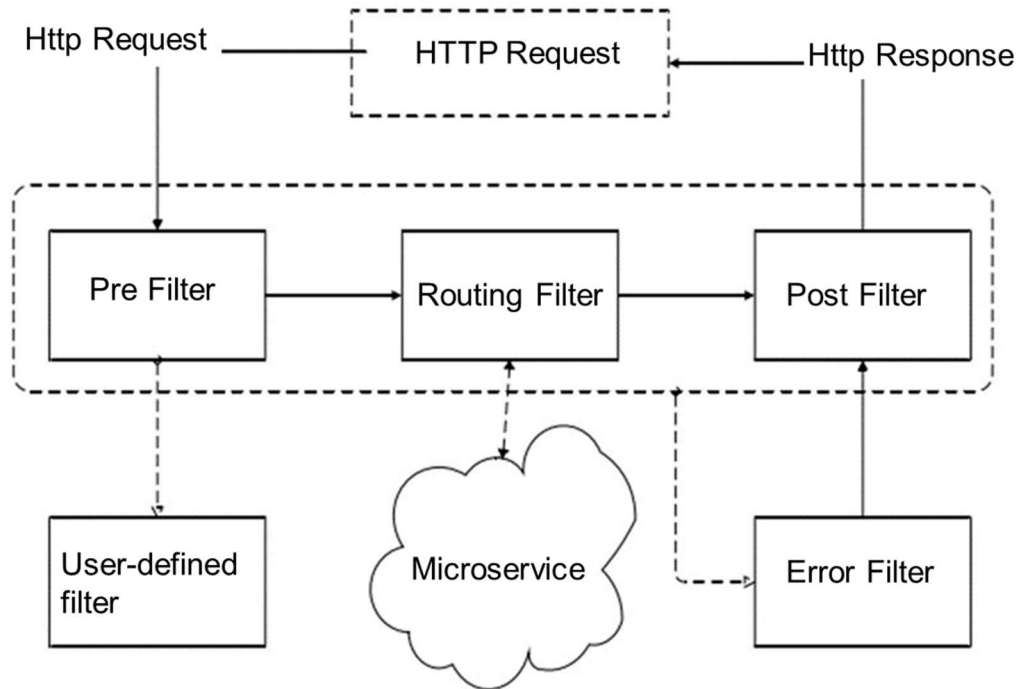 Http Request
HTTP Request
Http Response
Pre Filter
Routing Filter
Post Filter
User-defined
filter
Microservice
Error Filter